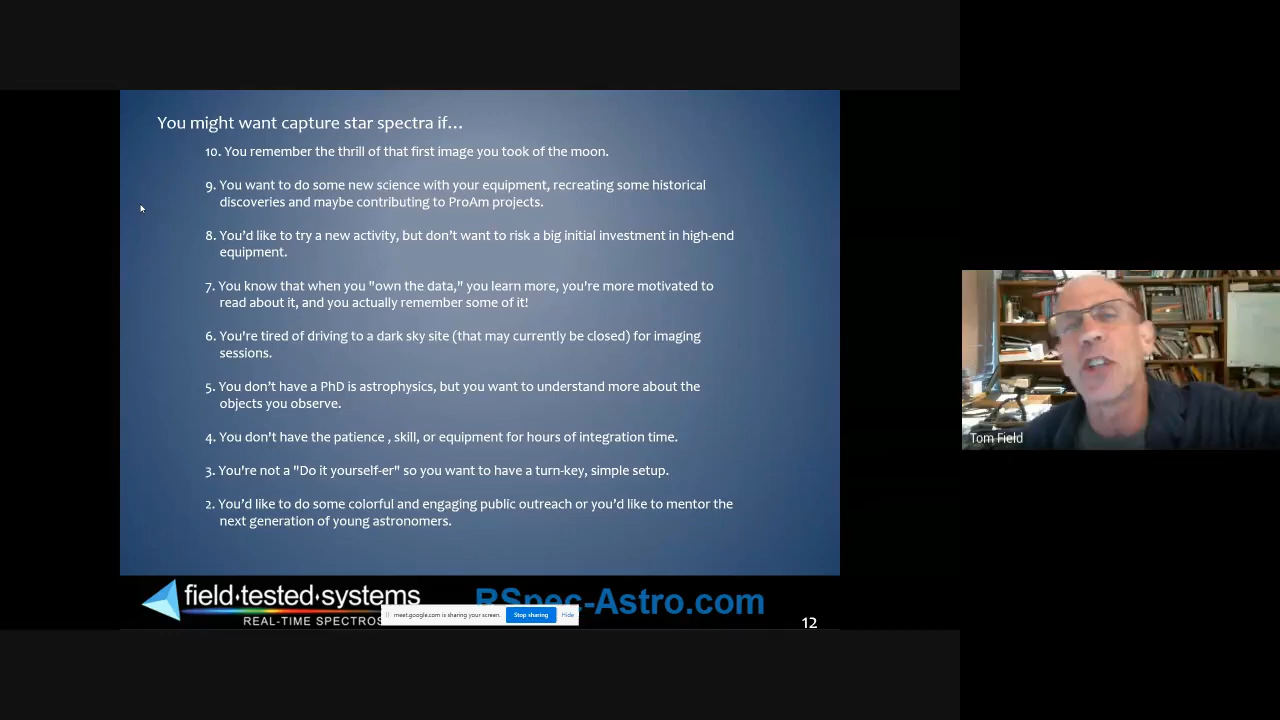 You might want capture star spectra if…
10. You remember the thrill of that first image you took of the moon.
9. You want to do some new science with your equipment, recreating some historical
discoveries and maybe contributing to ProAm projects.
8. You’d like to try a new activity, but don’t want to risk a big initial investment in high-end
equipment.
7. You know that when you "own the data," you learn more, you're more motivated to
read about it, and you actually remember some of it!
6. You're tired of driving to a dark sky site (that may currently be closed) for imaging
sessions.
5. You don’t have a PhD is astrophysics, but you want to understand more about the
objects you observe.
4. You don't have the patience , skill, or equipment for hours of integration time.
3. You're not a "Do it yourself-er" so you want to have a turn-key, simple setup.
2. You’d like to do some colorful and engaging public outreach or you’d like to mentor the
next generation of young astronomers.
field·tested·systems
REAL-TIME SPECTROS
RSpec-Astro.com
meet.google.com is sharing your screen.
Stop sharing
Hide
12
Tom Field